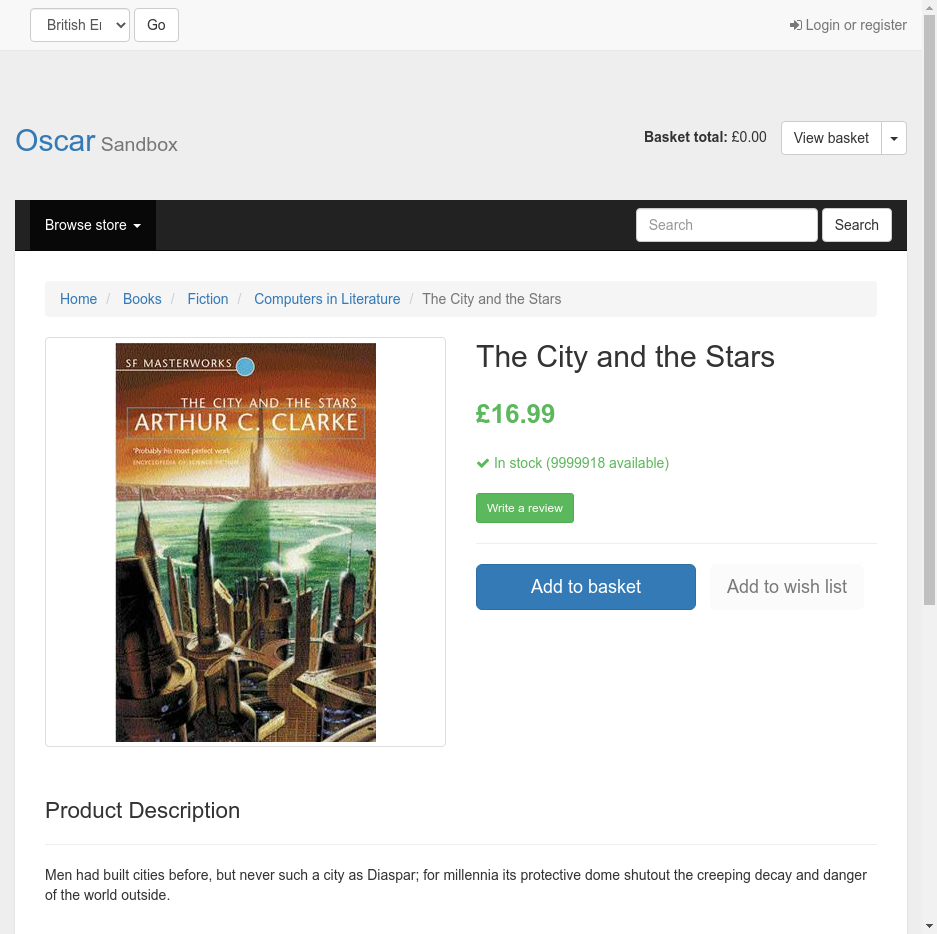 British En
Go
Login or register
Oscar Sandbox
Basket total: £0.00
View basket
Browse store
Search
Search
Home / Books / Fiction / Computers in Literature / The City and the Stars
SF MASTERWORKS
THE CITY AND THE STARS
ARTHUR C. CLARKE
'Probably his most perfect work'
ENCYCLOPEDIA OF SCIENCE FICTION
The City and the Stars
£16.99
In stock (9999918 available)
Write a review
Add to basket
Add to wish list
Product Description
Men had built cities before, but never such a city as Diaspar; for millennia its protective dome shutout the creeping decay and danger
of the world outside.